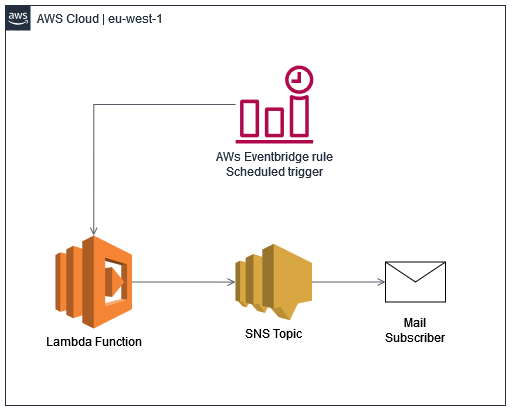 aws
AWS Cloud | eu-west-1
AWs Eventbridge rule
Scheduled trigger
Lambda Function
SNS Topic
Mail
Subscriber